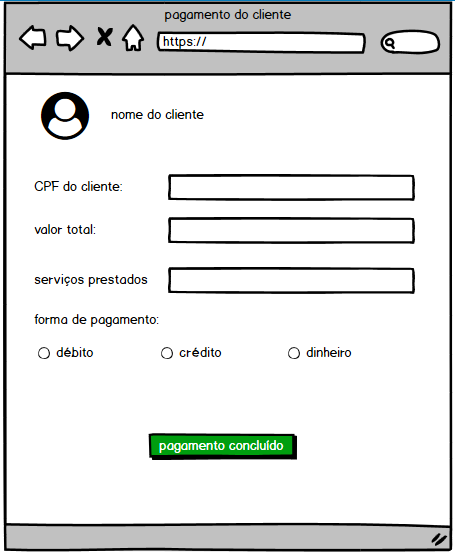 pagamento do cliente
https://
nome do cliente
CPF do cliente:
valor total:
serviços prestados
forma de pagamento:
débito crédito dinheiro
pagamento concluído